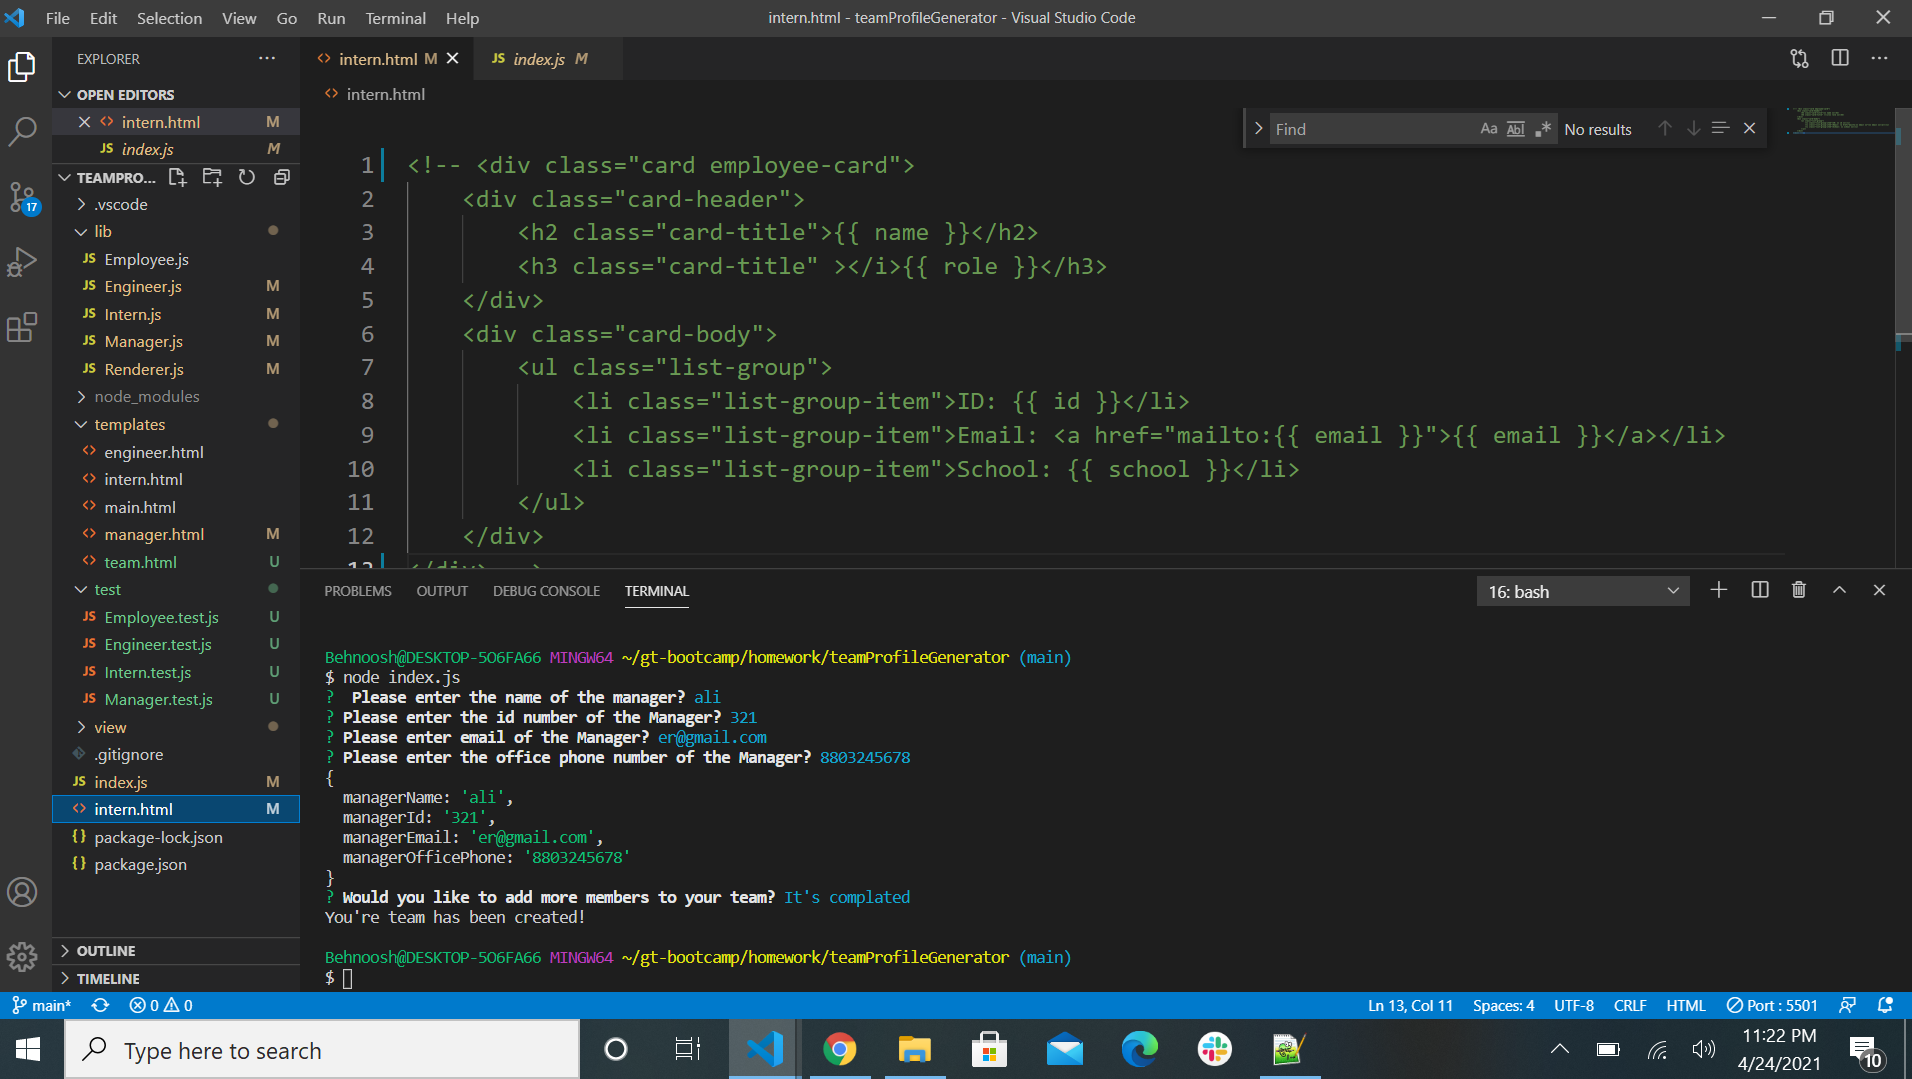 File Edit Selection View Go Run Terminal Help
intern.html - teamProfileGenerator - Visual Studio Code
EXPLORER
OPEN EDITORS
intern.html M
JS index.js M
TEAMPRO...
.vscode
lib
JS Employee.js
JS Engineer.js M
JS Intern.js M
JS Manager.js M
JS Renderer.js M
node_modules
templates
engineer.html
intern.html
main.html
manager.html M
team.html U
test
JS Employee.test.js U
JS Engineer.test.js U
JS Intern.test.js U
JS Manager.test.js U
view
.gitignore
JS index.js M
intern.html M
{} package-lock.json
{} package.json
OUTLINE
TIMELINE
17
intern.html M
JS index.js M
intern.html
Find
Aa Abl .*
No results
1 <!-- <div class="card employee-card">
2 <div class="card-header">
3 <h2 class="card-title">{{ name }}</h2>
4 <h3 class="card-title" ></i>{{ role }}</h3>
5 </div>
6 <div class="card-body">
7 <ul class="list-group">
8 <li class="list-group-item">ID: {{ id }}</li>
9 <li class="list-group-item">Email: <a href="mailto:{{ email }}">{{ email }}</a></li>
10 <li class="list-group-item">School: {{ school }}</li>
11 </ul>
12 </div>
PROBLEMS OUTPUT DEBUG CONSOLE TERMINAL
16: bash
Behnoosh@DESKTOP-5O6FA66 MINGW64 ~/gt-bootcamp/homework/teamProfileGenerator (main)
$ node index.js
? Please enter the name of the manager? ali
? Please enter the id number of the Manager? 321
? Please enter email of the Manager? er@gmail.com
? Please enter the office phone number of the Manager? 8803245678
{
managerName: 'ali',
managerId: '321',
managerEmail: 'er@gmail.com',
managerOfficePhone: '8803245678'
}
? Would you like to add more members to your team? It's complated
You're team has been created!
Behnoosh@DESKTOP-5O6FA66 MINGW64 ~/gt-bootcamp/homework/teamProfileGenerator (main)
$
main* 0 0
Ln 13, Col 11 Spaces: 4 UTF-8 CRLF HTML Port : 5501
Type here to search
11:22 PM
4/24/2021
10